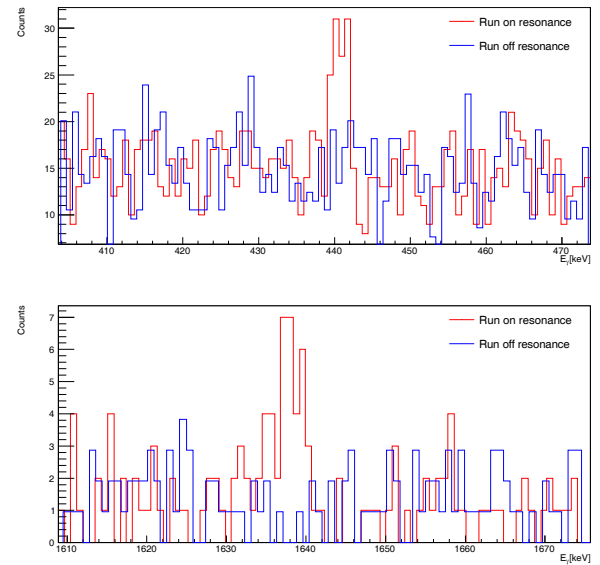 Counts
30
25
20
15
10
Run on resonance
Run off resonance
410 420 430 440 450 460 470
Eγ[keV]
Counts
7
6
5
4
3
2
1
0
Run on resonance
Run off resonance
1610 1620 1630 1640 1650 1660 1670
Eγ[keV]